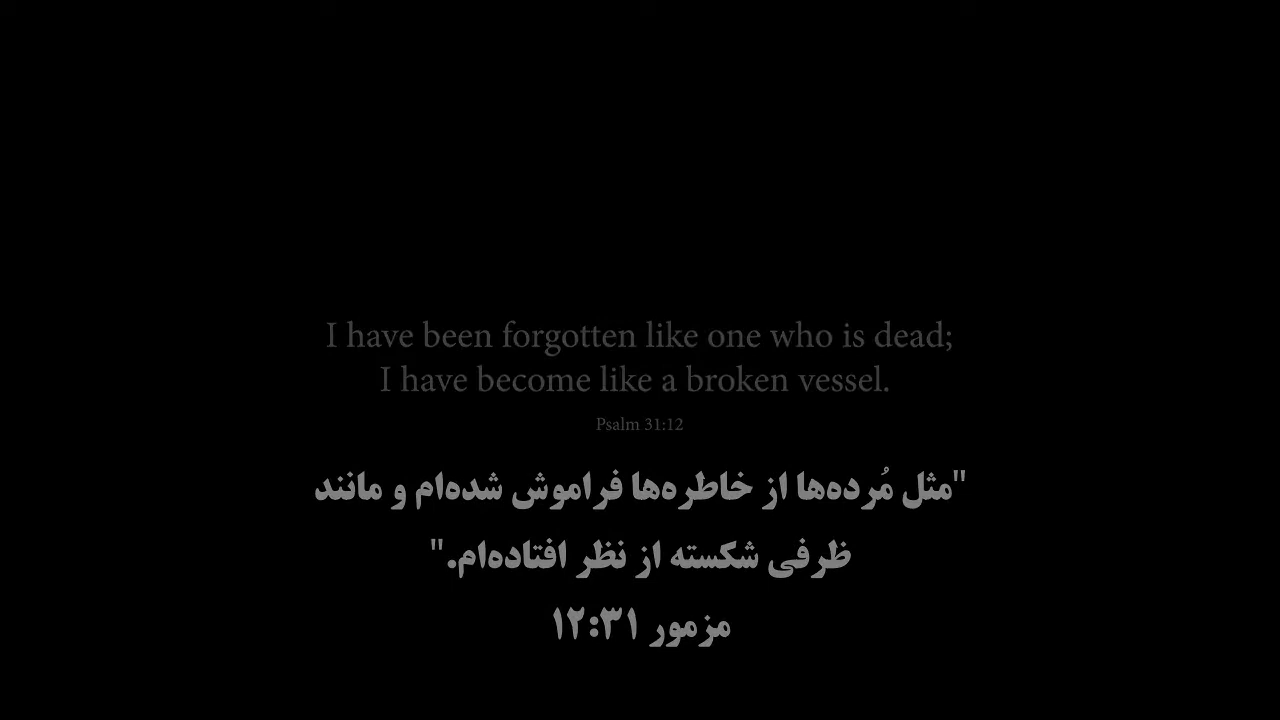 I have been forgotten like one who is dead;
I have become like a broken vessel.
Psalm 31:12
"مثل مُرده‌ها از خاطره‌ها فراموش شده‌ام و مانند
ظرفی شکسته از نظر افتاده‌ام."
مزمور ۱۲:۳۱